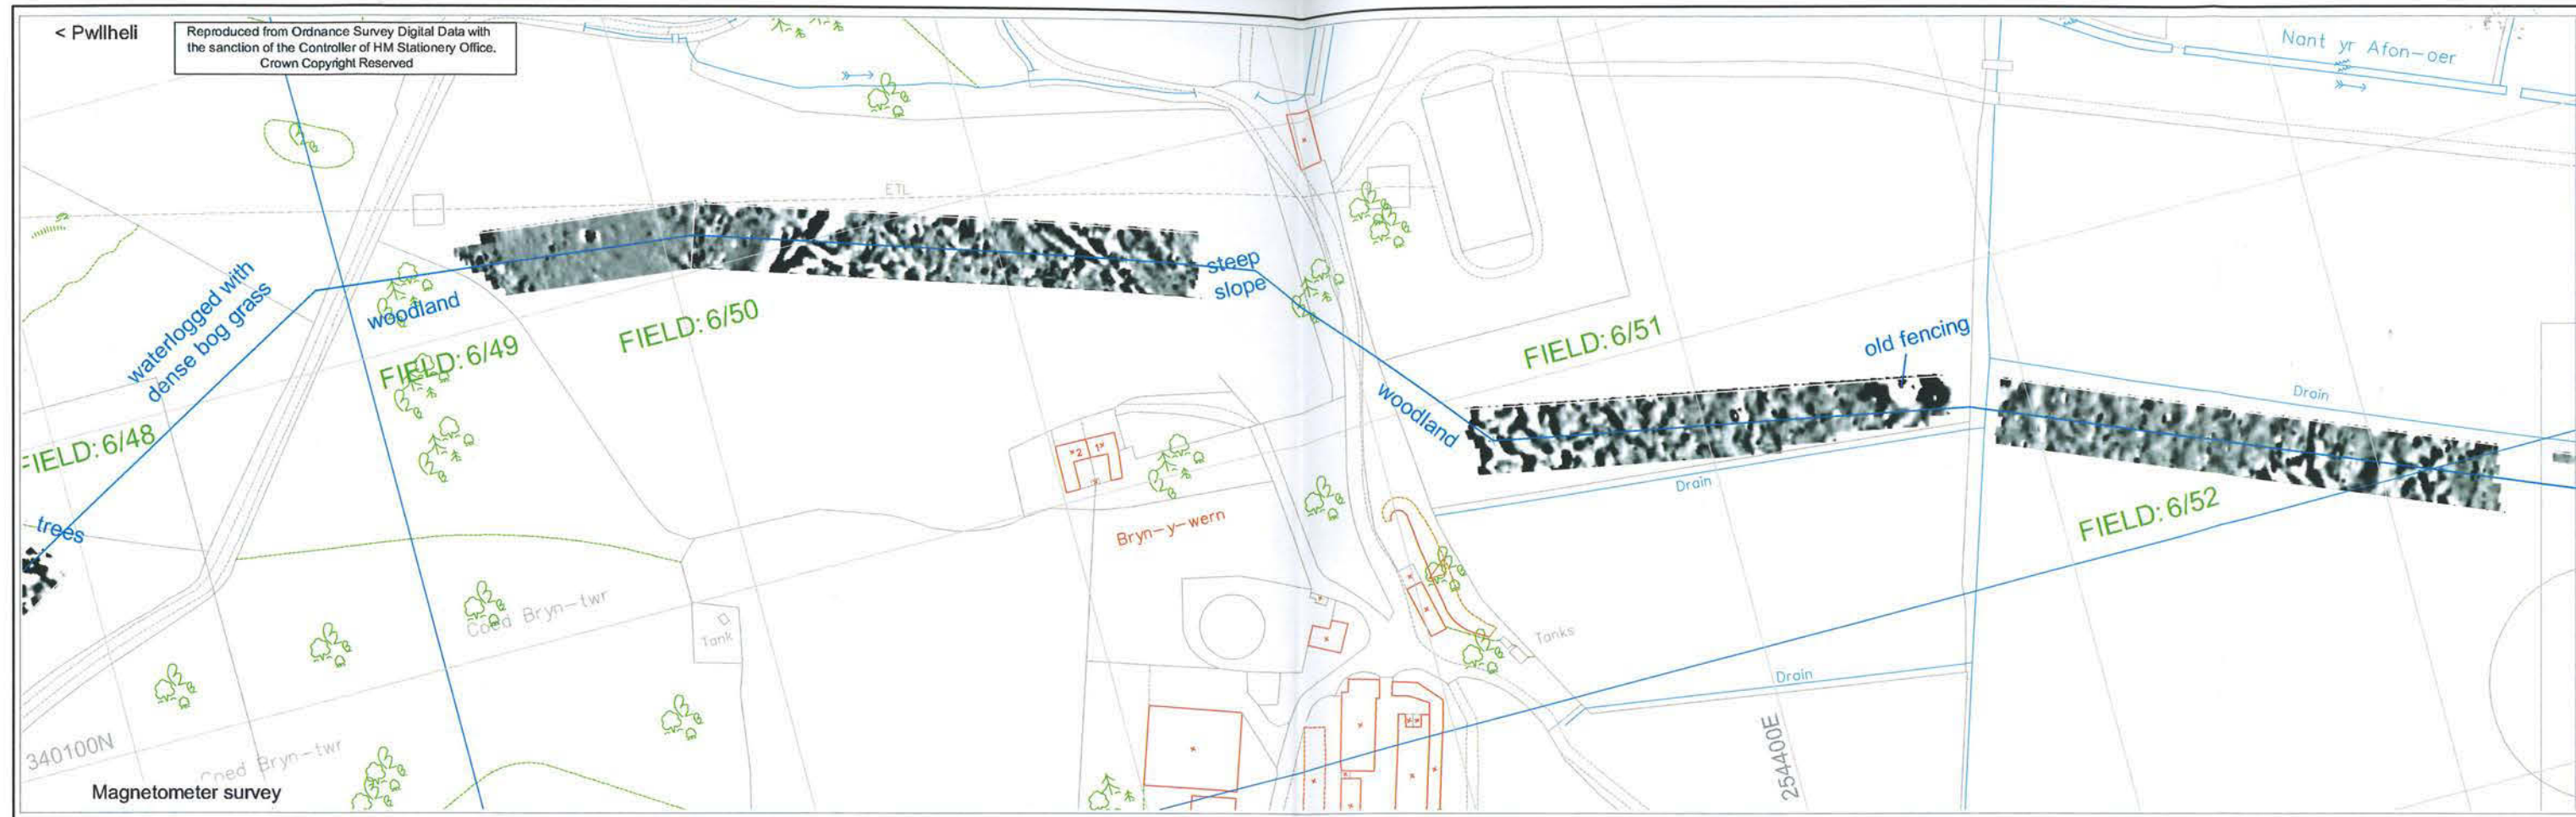 < Pwllheli
Reproduced from Ordnance Survey Digital Data with
the sanction of the Controller of HM Stationery Office.
Crown Copyright Reserved
Nant yr Afon-oer
ETL
waterlogged with
dense bog grass
woodland
steep
slope
FIELD: 6/48
FIELD: 6/49
FIELD: 6/50
FIELD: 6/51
old fencing
woodland
Drain
Drain
FIELD: 6/52
trees
2
1
Bryn-y-wern
Coed Bryn-twr
Tank
Tanks
Drain
340100N
Coed Bryn-twr
254400E
Magnetometer survey